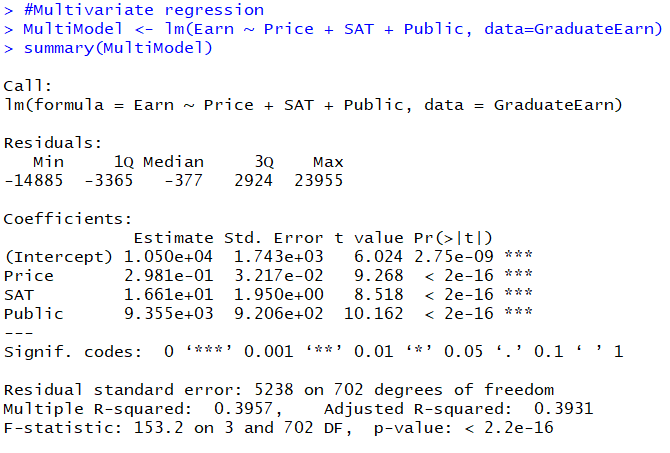 > #Multivariate regression
> MultiModel <- lm(Earn ~ Price + SAT + Public, data=GraduateEarn)
> summary(MultiModel)
Call:
lm(formula = Earn ~ Price + SAT + Public, data = GraduateEarn)
Residuals:
   Min     1Q Median     3Q    Max
-14885  -3365   -377   2924  23955
Coefficients:
             Estimate Std. Error t value Pr(>|t|)
(Intercept) 1.050e+04  1.743e+03   6.024 2.75e-09 ***
Price       2.981e-01  3.217e-02   9.268  < 2e-16 ***
SAT         1.661e+01  1.950e+00   8.518  < 2e-16 ***
Public      9.355e+03  9.206e+02  10.162  < 2e-16 ***
---
Signif. codes:  0 ‘***’ 0.001 ‘**’ 0.01 ‘*’ 0.05 ‘.’ 0.1 ‘ ’ 1
Residual standard error: 5238 on 702 degrees of freedom
Multiple R-squared:  0.3957,    Adjusted R-squared:  0.3931
F-statistic: 153.2 on 3 and 702 DF,  p-value: < 2.2e-16